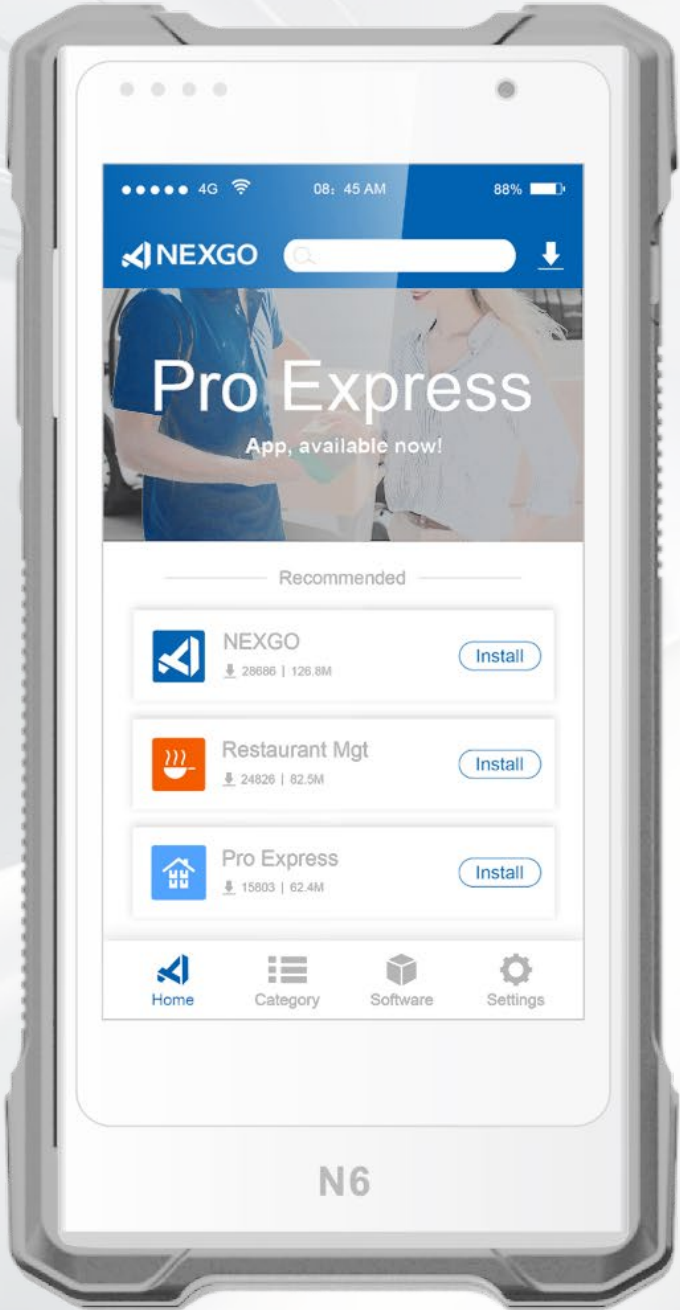 4G 08: 45 AM 88%
NEXGO
Pro Express
App, available now!
Recommended
NEXGO
28686 | 126.8M
Install
Restaurant Mgt
24826 | 82.5M
Install
Pro Express
15803 | 62.4M
Install
Home Category Software Settings
N6